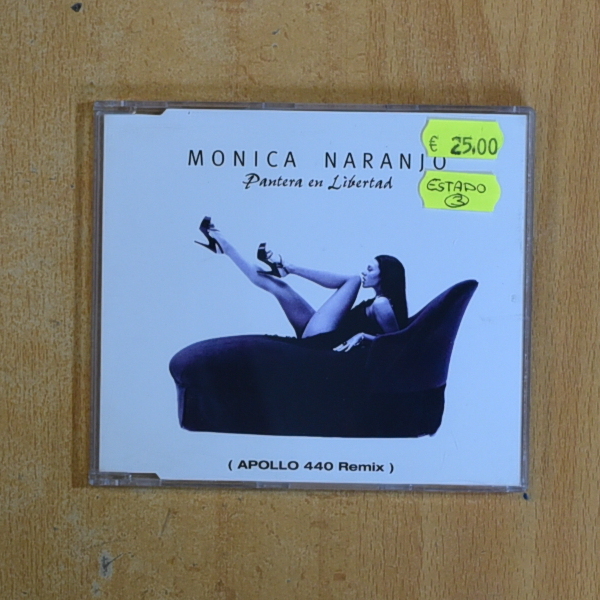 € 25.00
MONICA NARANJO
Pantera en Libertad
ESTADO
3
( APOLLO 440 Remix )